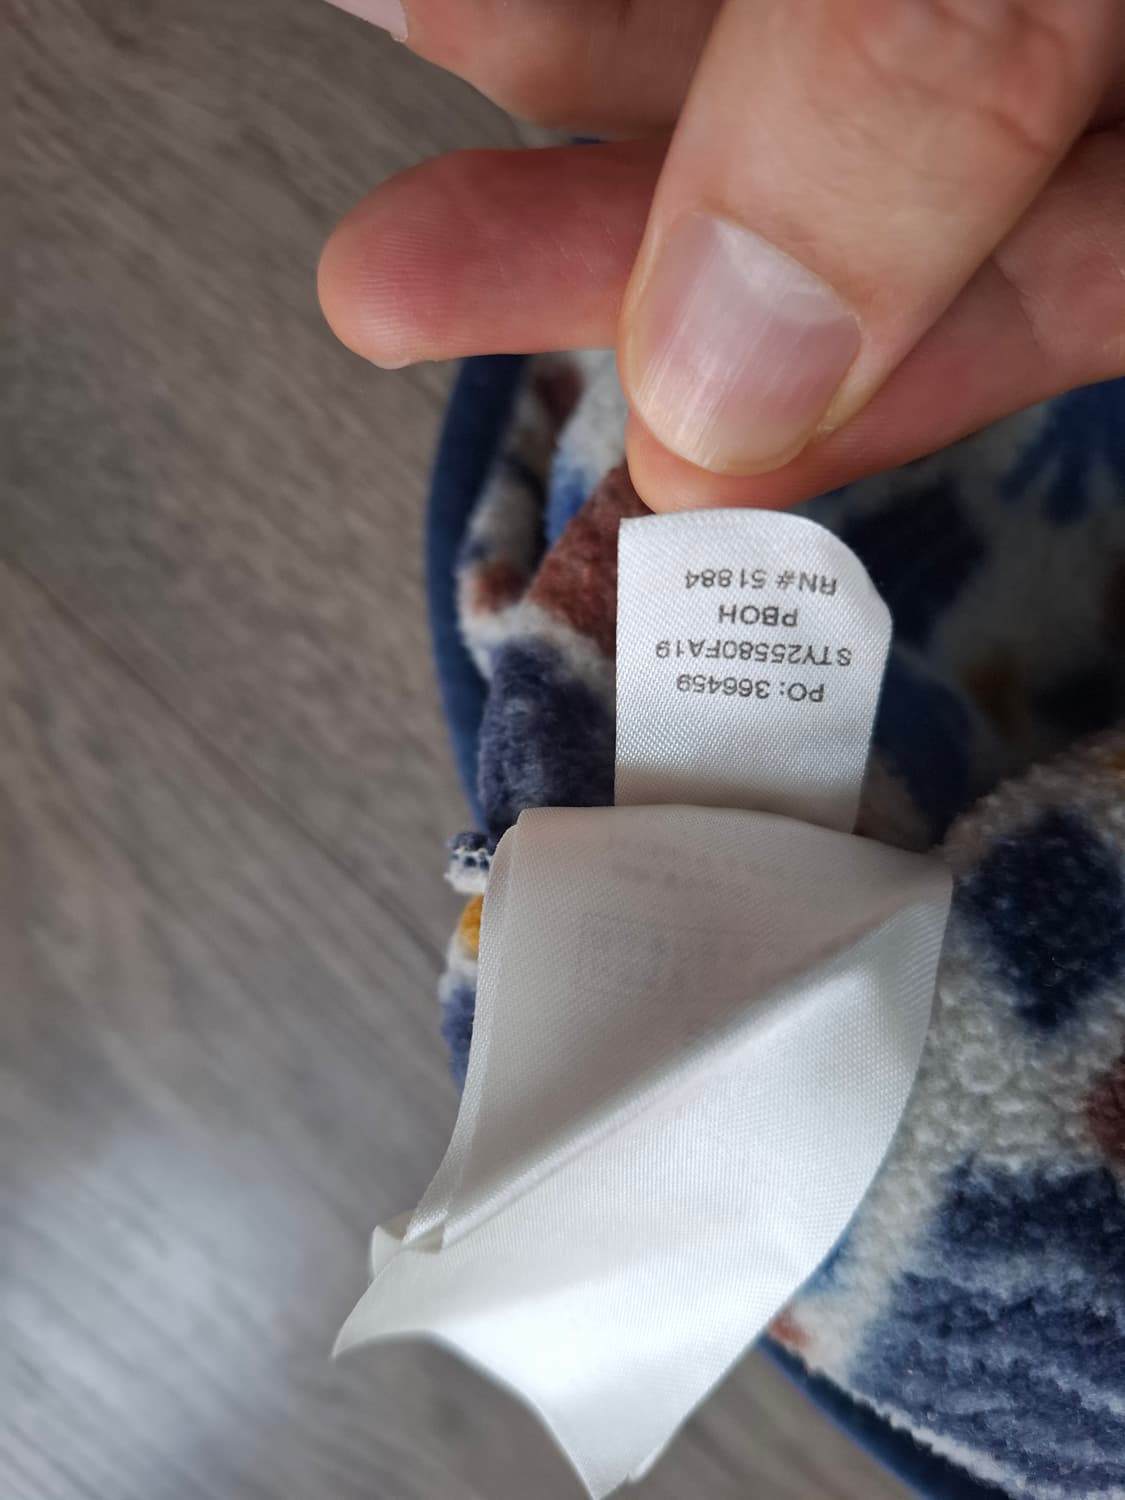 PO: 366459
STY25580FA19
PBOH
RN# 51884